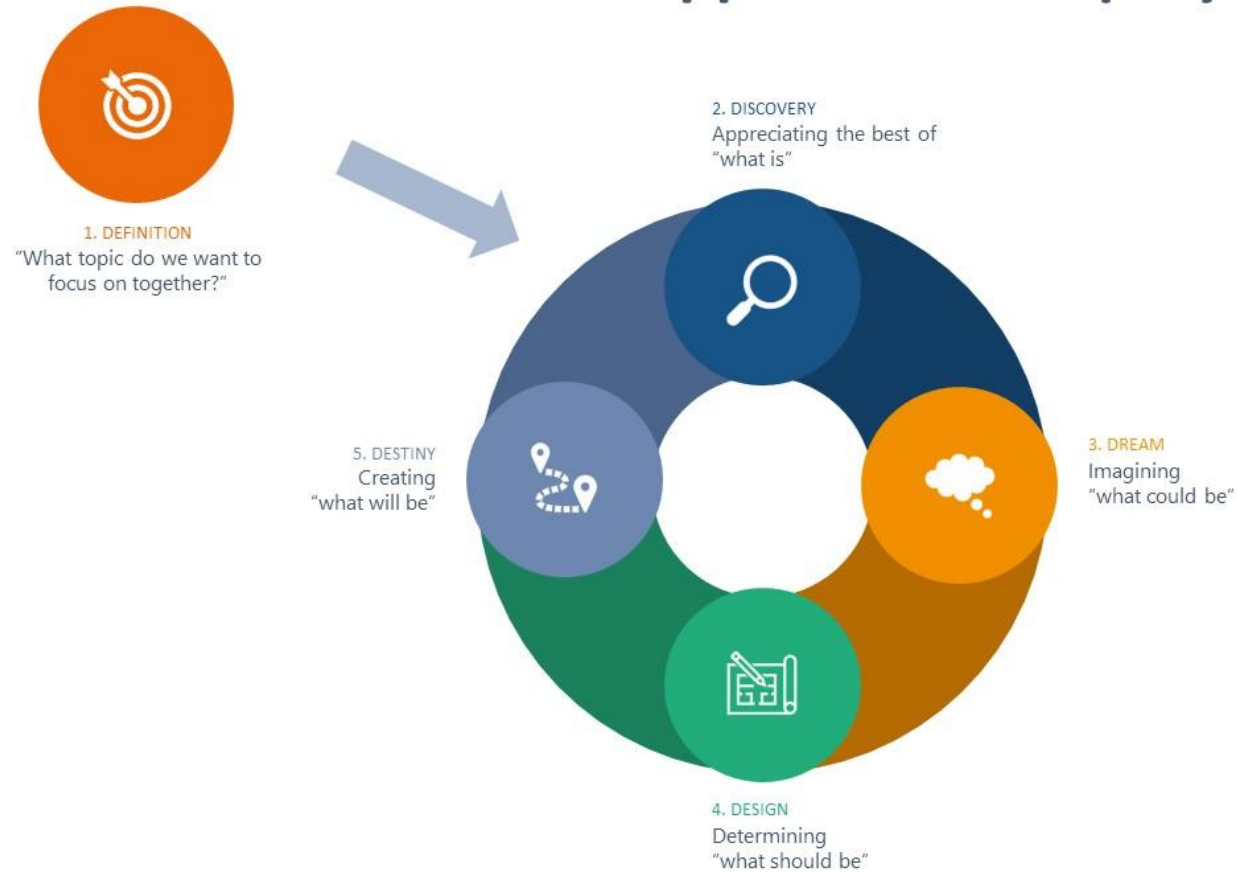 1. DEFINITION
“What topic do we want to
focus on together?”
2. DISCOVERY
Appreciating the best of
“what is”
3. DREAM
Imagining
“what could be”
4. DESIGN
Determining
“what should be”
5. DESTINY
Creating
“what will be”